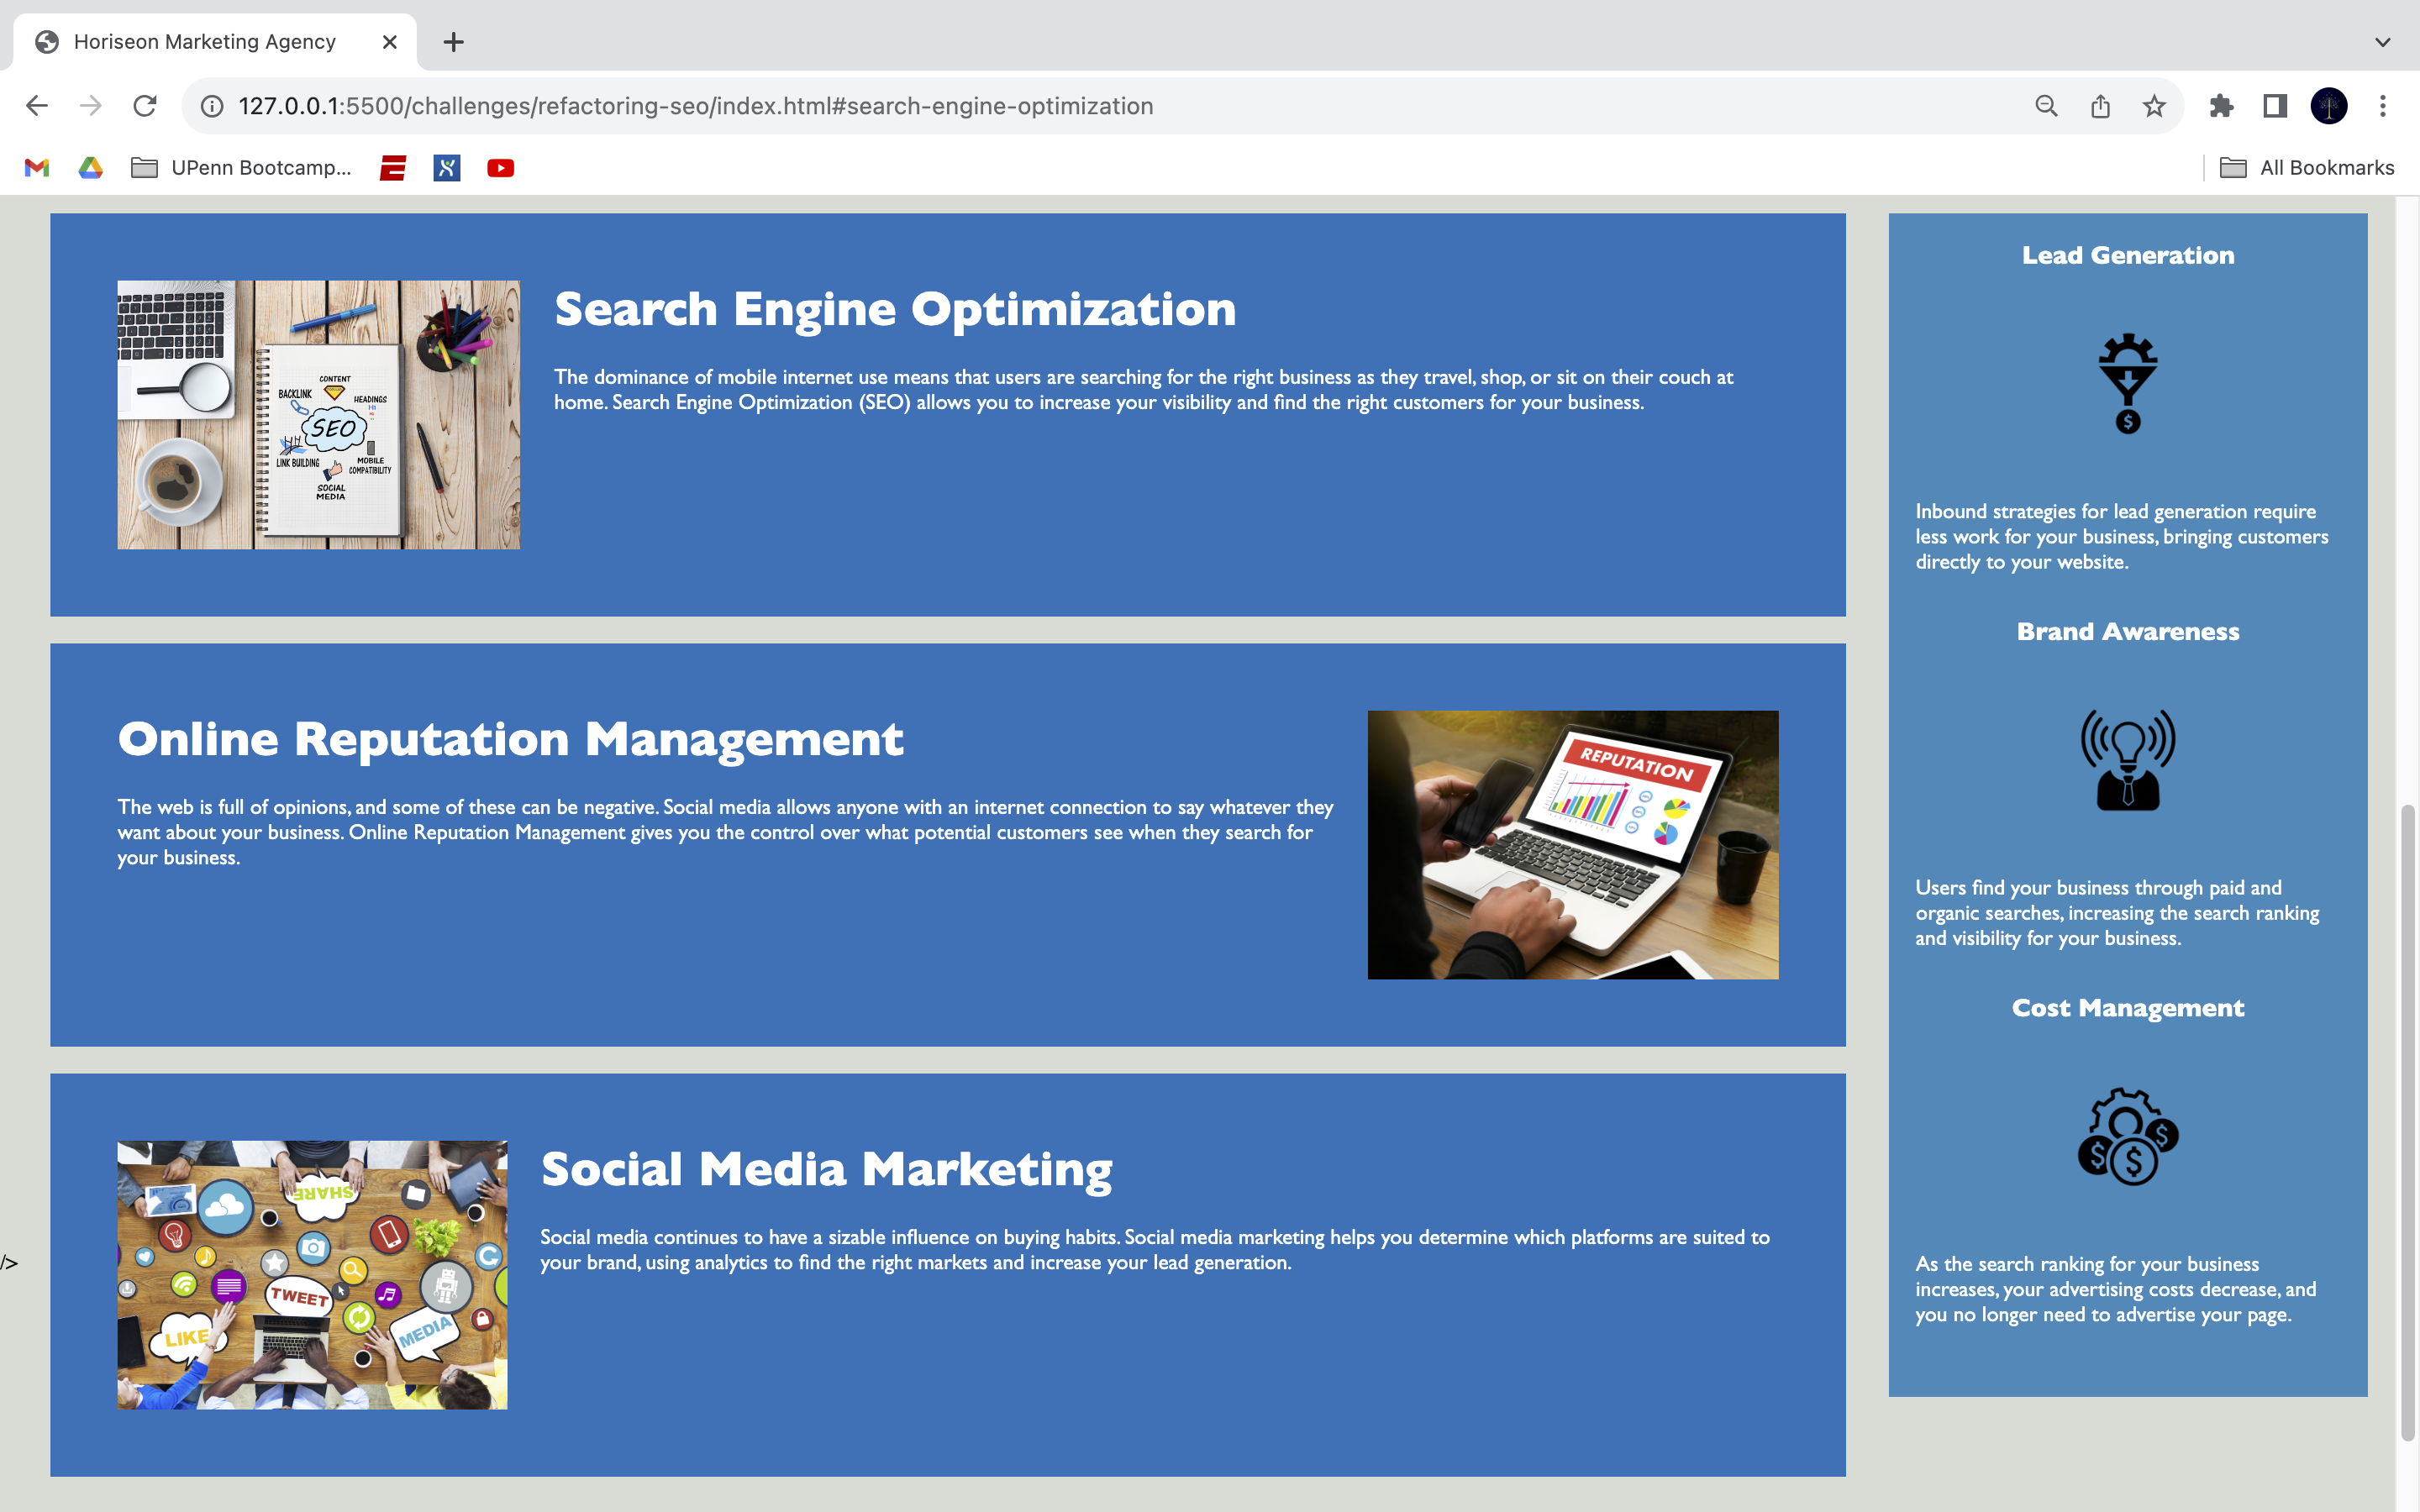 Horiseon Marketing Agency
127.0.0.1:5500/challenges/refactoring-seo/index.html#search-engine-optimization
UPenn Bootcamp...
All Bookmarks
CONTENT
BACKLINK
HEADINGS
H1
SEO
LINK BUILDING
MOBILE
COMPATIBILITY
SOCIAL
MEDIA
Search Engine Optimization
The dominance of mobile internet use means that users are searching for the right business as they travel, shop, or sit on their couch at
home. Search Engine Optimization (SEO) allows you to increase your visibility and find the right customers for your business.
Online Reputation Management
The web is full of opinions, and some of these can be negative. Social media allows anyone with an internet connection to say whatever they
want about your business. Online Reputation Management gives you the control over what potential customers see when they search for
your business.
REPUTATION
/>
SHARE
TWEET
LIKE
MEDIA
Social Media Marketing
Social media continues to have a sizable influence on buying habits. Social media marketing helps you determine which platforms are suited to
your brand, using analytics to find the right markets and increase your lead generation.
Lead Generation
$
Inbound strategies for lead generation require
less work for your business, bringing customers
directly to your website.
Brand Awareness
Users find your business through paid and
organic searches, increasing the search ranking
and visibility for your business.
Cost Management
$ $ $
As the search ranking for your business
increases, your advertising costs decrease, and
you no longer need to advertise your page.